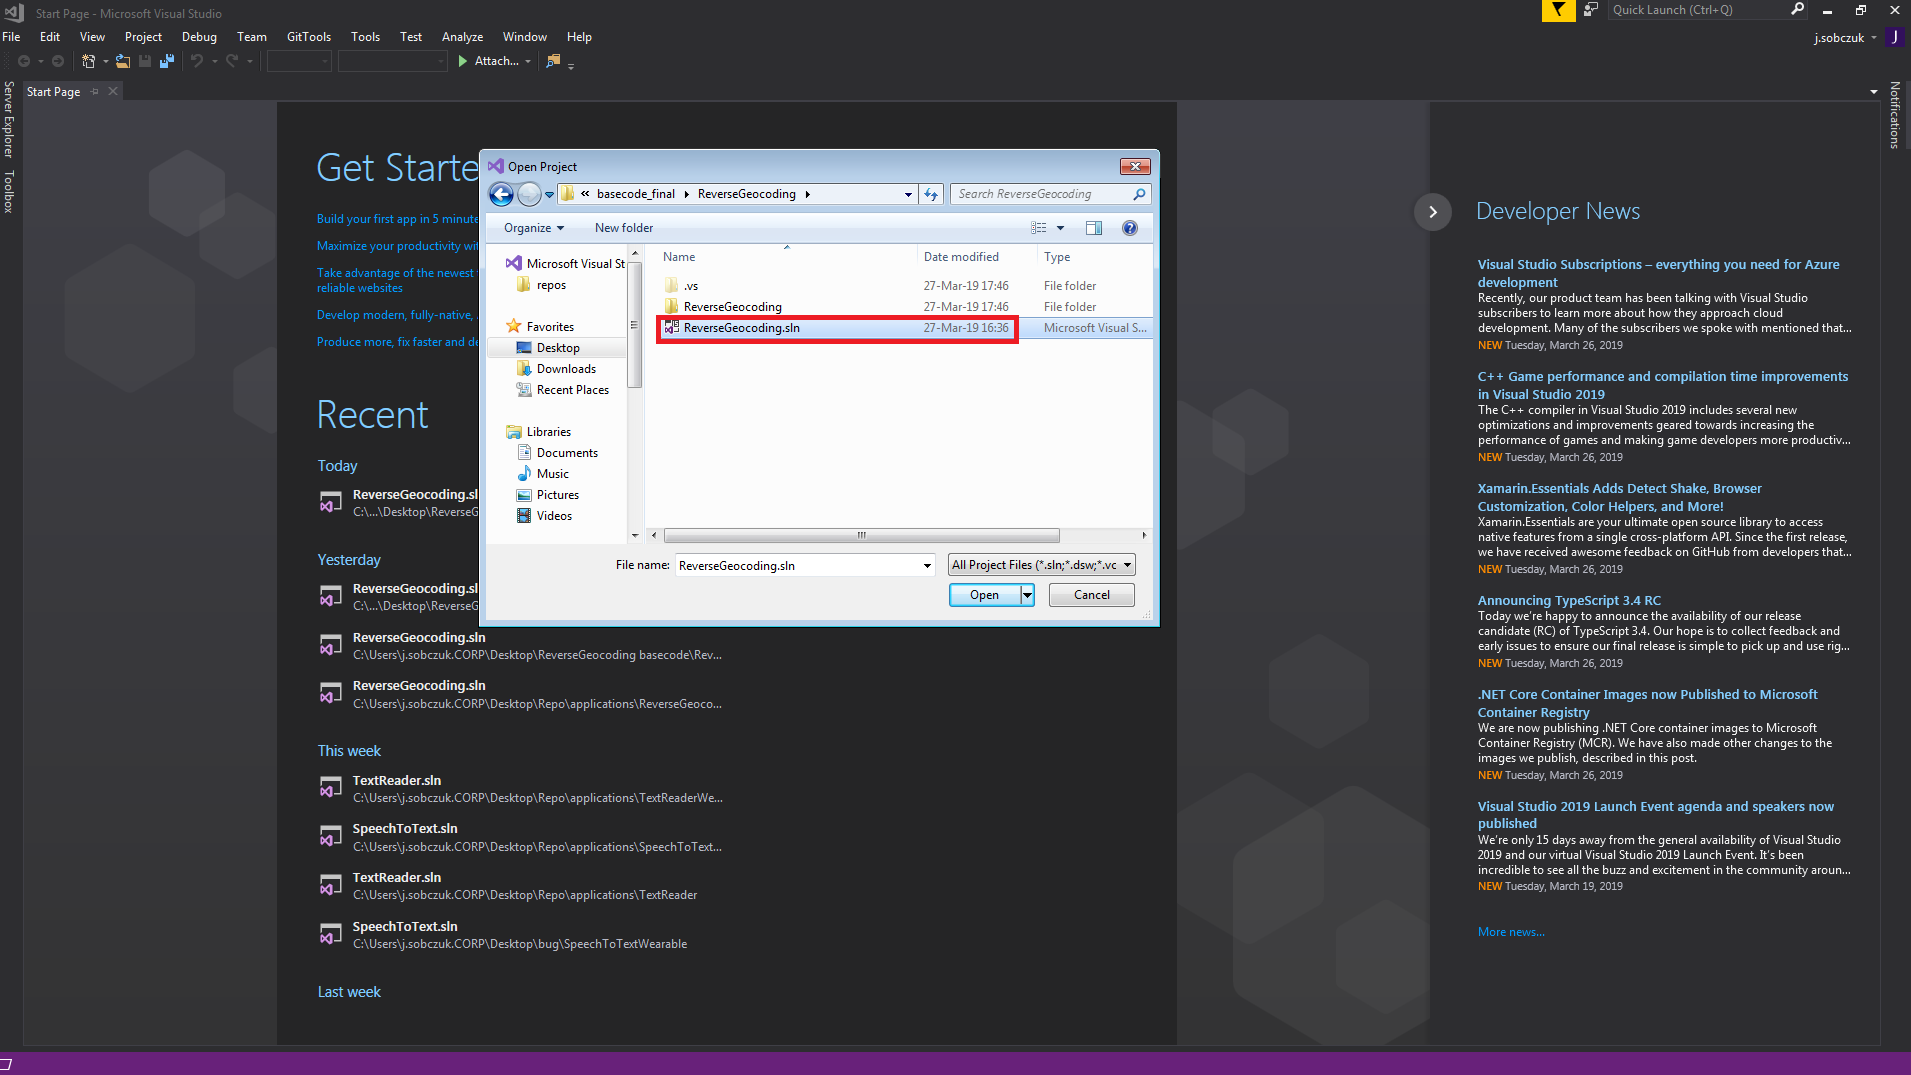 Start Page - Microsoft Visual Studio
Quick Launch (Ctrl+Q)
File Edit View Project Debug Team GitTools Tools Test Analyze Window Help
j.sobczuk
J
Attach...
Server Explorer
Toolbox
Start Page
Notifications
Get Starte
Build your first app in 5 minute
Maximize your productivity wi
Take advantage of the newest
reliable websites
Develop modern, fully-native,
Produce more, fix faster and de
Recent
Today
ReverseGeocoding.sl
C:\...\Desktop\ReverseG
Yesterday
ReverseGeocoding.sl
C:\...\Desktop\ReverseG
ReverseGeocoding.sln
C:\Users\j.sobczuk.CORP\Desktop\ReverseGeocoding basecode\Rev...
ReverseGeocoding.sln
C:\Users\j.sobczuk.CORP\Desktop\Repo\applications\ReverseGeoco...
This week
TextReader.sln
C:\Users\j.sobczuk.CORP\Desktop\Repo\applications\TextReaderWe...
SpeechToText.sln
C:\Users\j.sobczuk.CORP\Desktop\Repo\applications\SpeechToText...
TextReader.sln
C:\Users\j.sobczuk.CORP\Desktop\Repo\applications\TextReader
SpeechToText.sln
C:\Users\j.sobczuk.CORP\Desktop\bug\SpeechToTextWearable
Last week
Open Project
« basecode_final ReverseGeocoding
Search ReverseGeocoding
Organize New folder
Microsoft Visual St
repos
Favorites
Desktop
Downloads
Recent Places
Libraries
Documents
Music
Pictures
Videos
Name Date modified Type
.vs 27-Mar-19 17:46 File folder
ReverseGeocoding 27-Mar-19 17:46 File folder
ReverseGeocoding.sln 27-Mar-19 16:36 Microsoft Visual S...
File name: ReverseGeocoding.sln All Project Files (*.sln;*.dsw;*.vc
Open Cancel
Developer News
Visual Studio Subscriptions – everything you need for Azure
development
Recently, our product team has been talking with Visual Studio
subscribers to learn more about how they approach cloud
development. Many of the subscribers we spoke with mentioned that...
NEW Tuesday, March 26, 2019
C++ Game performance and compilation time improvements
in Visual Studio 2019
The C++ compiler in Visual Studio 2019 includes several new
optimizations and improvements geared towards increasing the
performance of games and making game developers more productiv...
NEW Tuesday, March 26, 2019
Xamarin.Essentials Adds Detect Shake, Browser
Customization, Color Helpers, and More!
Xamarin.Essentials are your ultimate open source library to access
native features from a single cross-platform API. Since the first release,
we have received awesome feedback on GitHub from developers that...
NEW Tuesday, March 26, 2019
Announcing TypeScript 3.4 RC
Today we're happy to announce the availability of our release
candidate (RC) of TypeScript 3.4. Our hope is to collect feedback and
early issues to ensure our final release is simple to pick up and use rig...
NEW Tuesday, March 26, 2019
.NET Core Container Images now Published to Microsoft
Container Registry
We are now publishing .NET Core container images to Microsoft
Container Registry (MCR). We have also made other changes to the
images we publish, described in this post.
NEW Tuesday, March 26, 2019
Visual Studio 2019 Launch Event agenda and speakers now
published
We're only 15 days away from the general availability of Visual Studio
2019 and our virtual Visual Studio 2019 Launch Event. It's been
incredible to see all the buzz and excitement in the community aroun...
NEW Tuesday, March 19, 2019
More news...